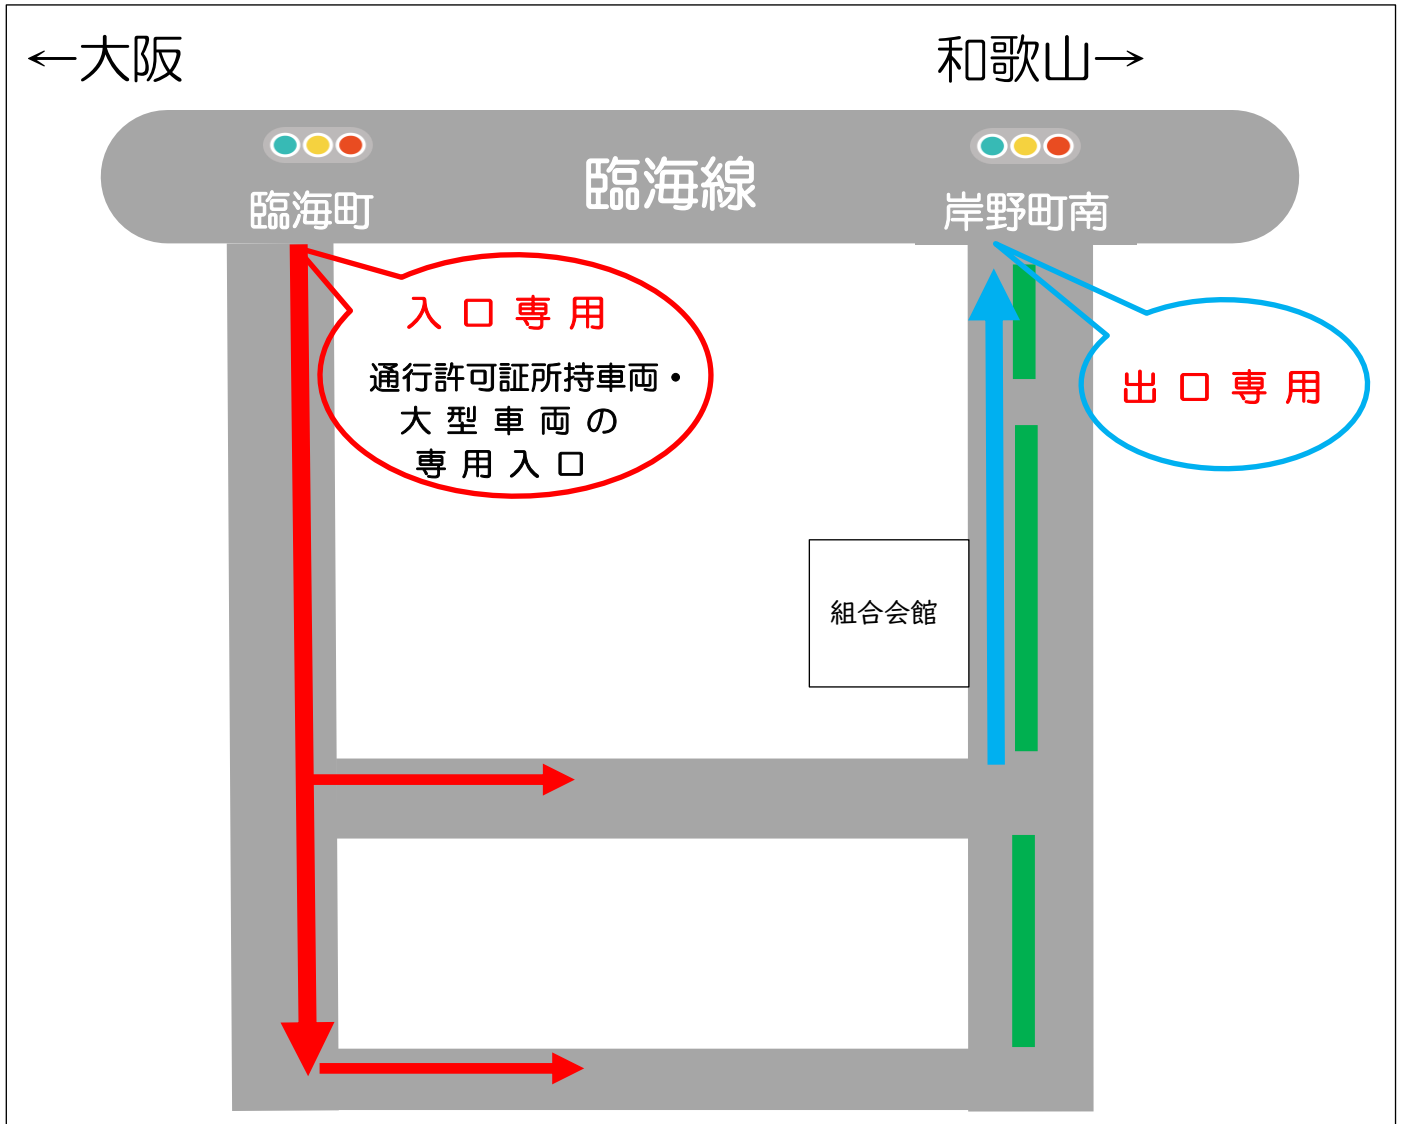 ←大阪
和歌山→
臨海線
臨海町
岸野町南
入口専用
通行許可証所持車両・
大型車両の
専用入口
出口専用
組合会館